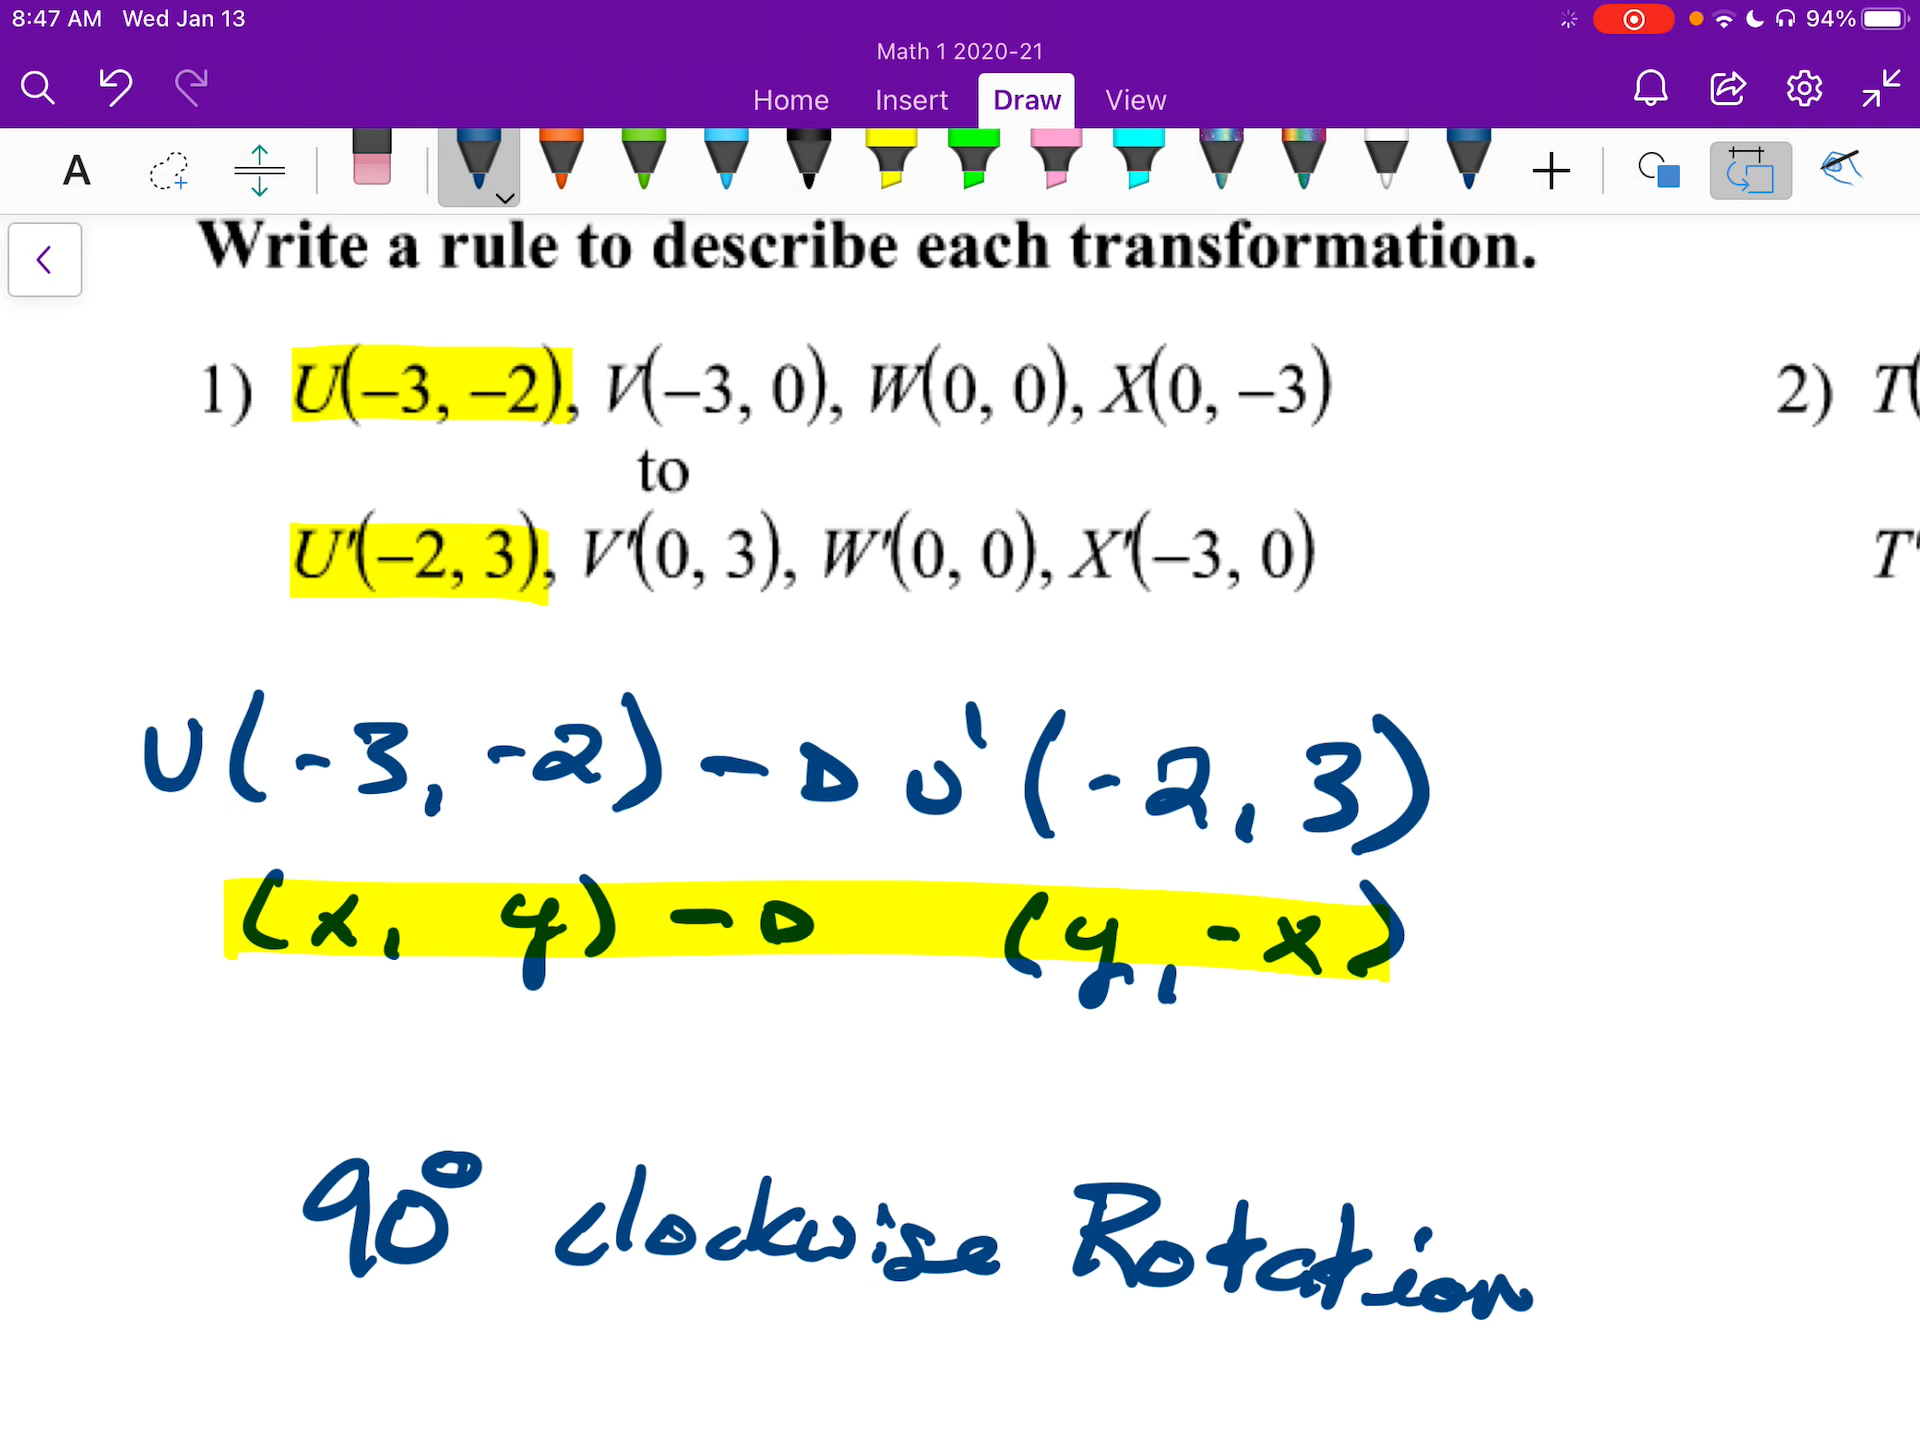 8:47 AM Wed Jan 13 94%
Math 1 2020-21
Home Insert Draw View
A
Write a rule to describe each transformation.
1) U(−3, −2), V(−3, 0), W(0, 0), X(0, −3) 2) T(
to
U'(−2, 3), V'(0, 3), W'(0, 0), X'(−3, 0) T'
U(-3, -2) → U'(-2, 3)
(x, y) → (y, -x)
90° clockwise Rotation